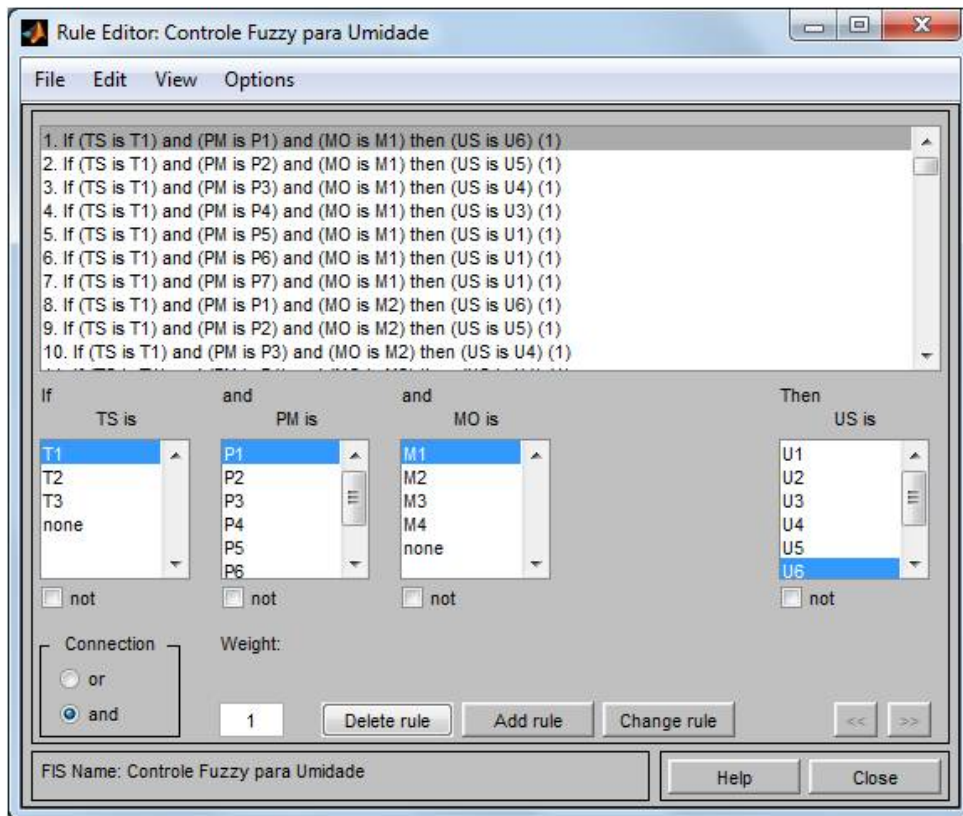 Rule Editor: Controle Fuzzy para Umidade
File Edit View Options
1. If (TS is T1) and (PM is P1) and (MO is M1) then (US is U6) (1)
2. If (TS is T1) and (PM is P2) and (MO is M1) then (US is U5) (1)
3. If (TS is T1) and (PM is P3) and (MO is M1) then (US is U4) (1)
4. If (TS is T1) and (PM is P4) and (MO is M1) then (US is U3) (1)
5. If (TS is T1) and (PM is P5) and (MO is M1) then (US is U1) (1)
6. If (TS is T1) and (PM is P6) and (MO is M1) then (US is U1) (1)
7. If (TS is T1) and (PM is P7) and (MO is M1) then (US is U1) (1)
8. If (TS is T1) and (PM is P1) and (MO is M2) then (US is U6) (1)
9. If (TS is T1) and (PM is P2) and (MO is M2) then (US is U5) (1)
10. If (TS is T1) and (PM is P3) and (MO is M2) then (US is U4) (1)
If and and Then
TS is PM is MO is US is
T1 P1 M1 U1
T2 P2 M2 U2
T3 P3 M3 U3
none P4 M4 U4
P5 none U5
P6 U6
not not not not
Connection Weight:
or
and 1 Delete rule Add rule Change rule << >>
FIS Name: Controle Fuzzy para Umidade Help Close